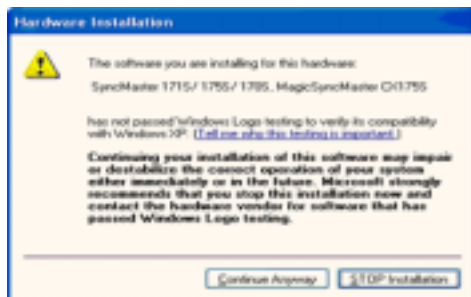 Hardware Installation
The software you are installing for this hardware:
SyncMaster 171S/ 175S/ 178S, MagicSyncMaster CX175S
has not passed Windows Logo testing to verify its compatibility
with Windows XP. (Tell me why this testing is important.)
Continuing your installation of this software may impair
or destabilize the correct operation of your system
either immediately or in the future. Microsoft strongly
recommends that you stop this installation now and
contact the hardware vendor for software that has
passed Windows Logo testing.
Continue Anyway
STOP Installation